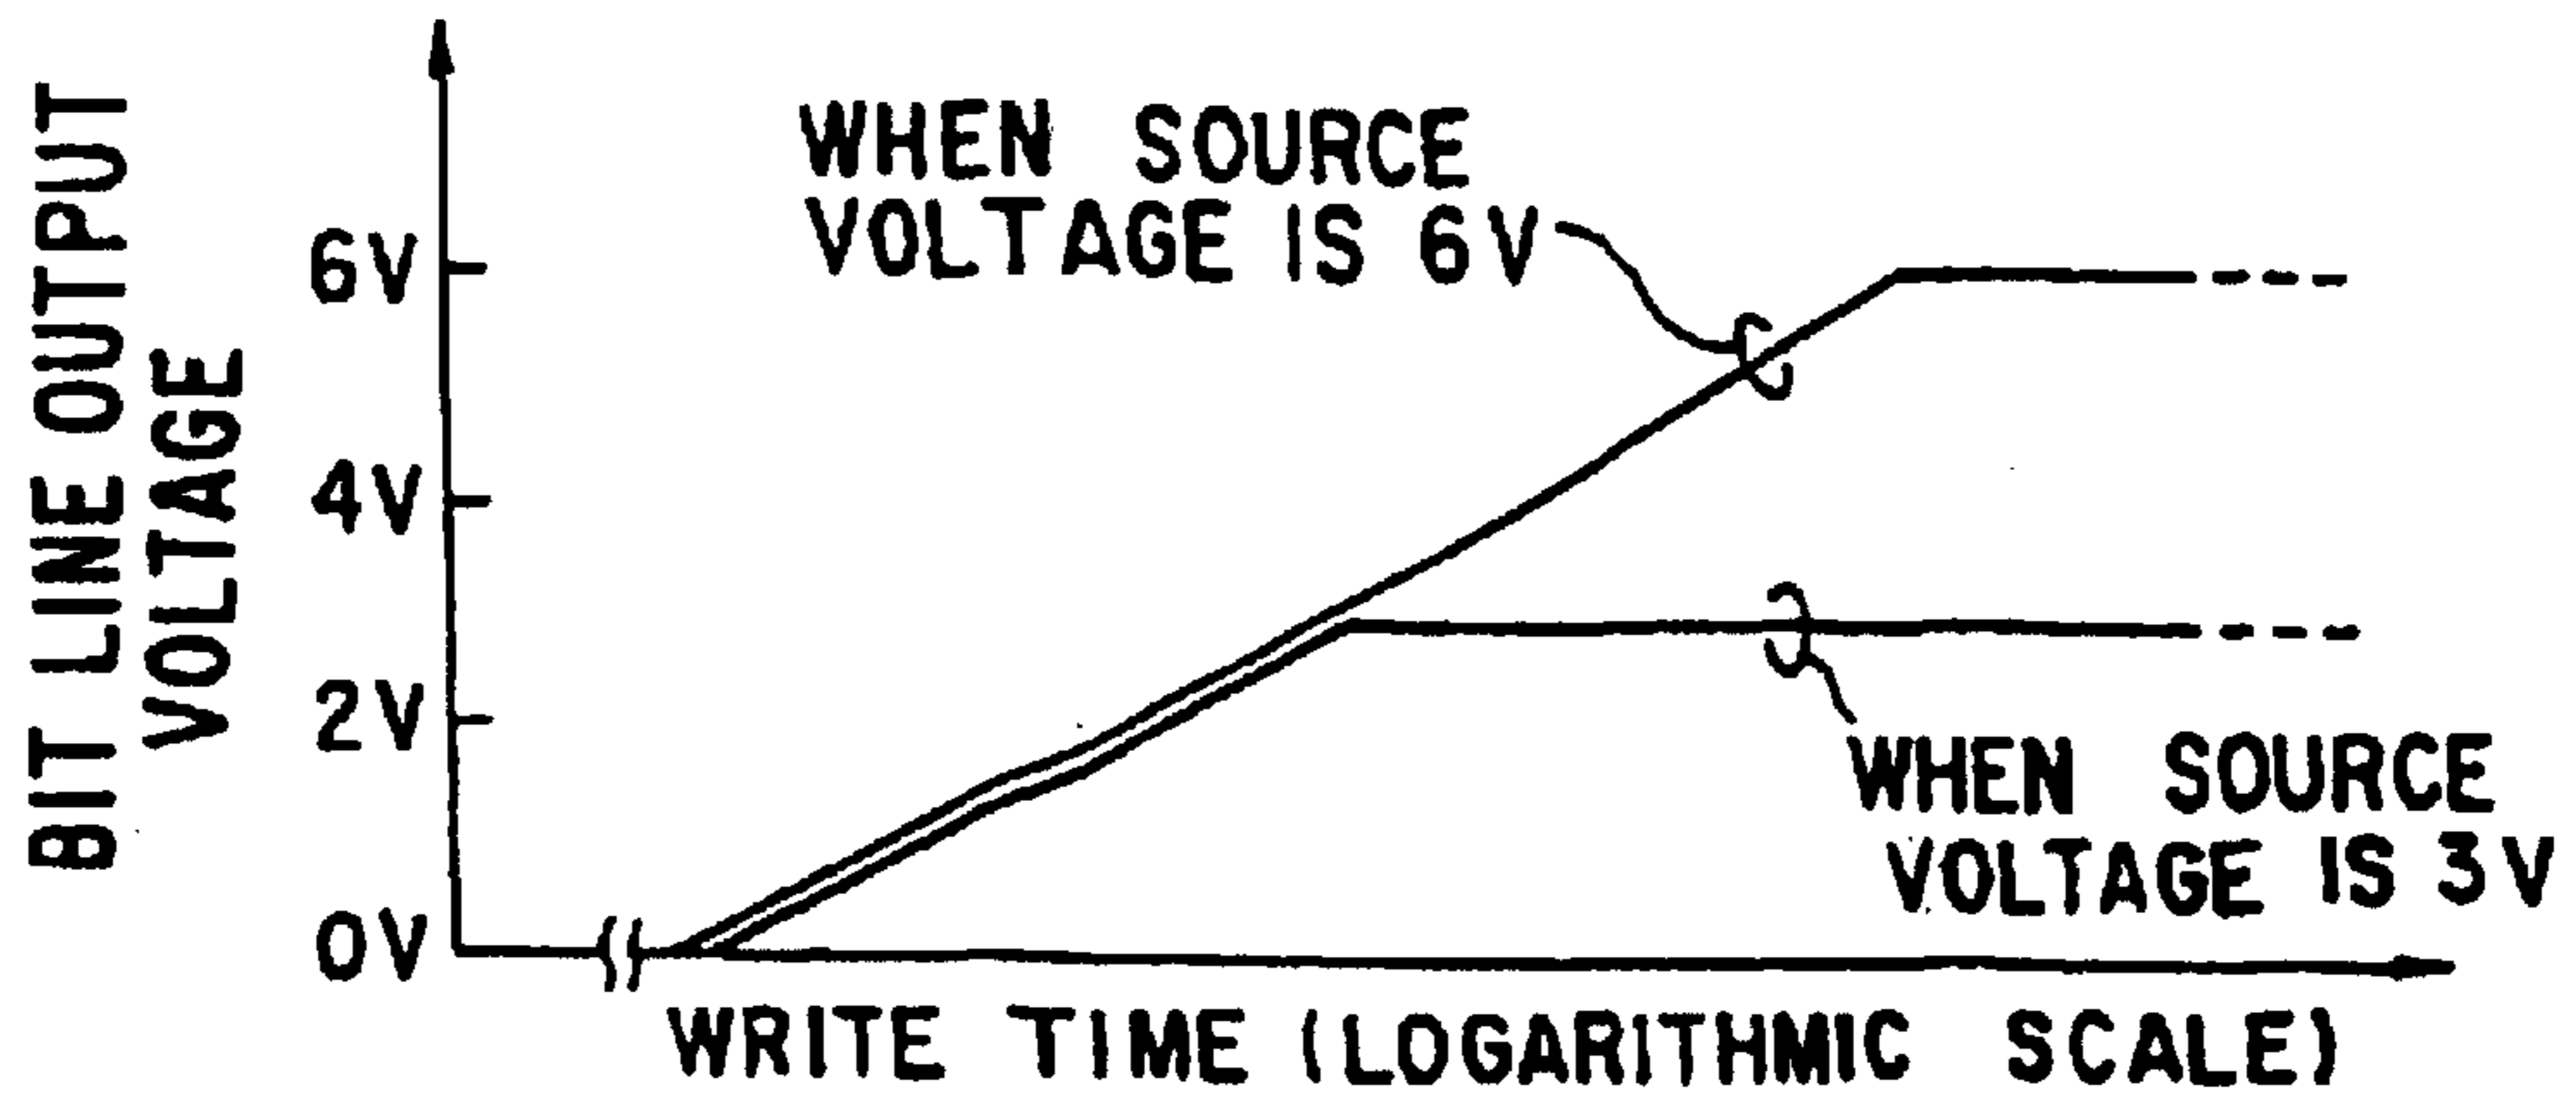 BIT LINE OUTPUT
VOLTAGE
6V
4V
2V
0V
WHEN SOURCE
VOLTAGE IS 6V
WHEN SOURCE
VOLTAGE IS 3V
WRITE TIME (LOGARITHMIC SCALE)